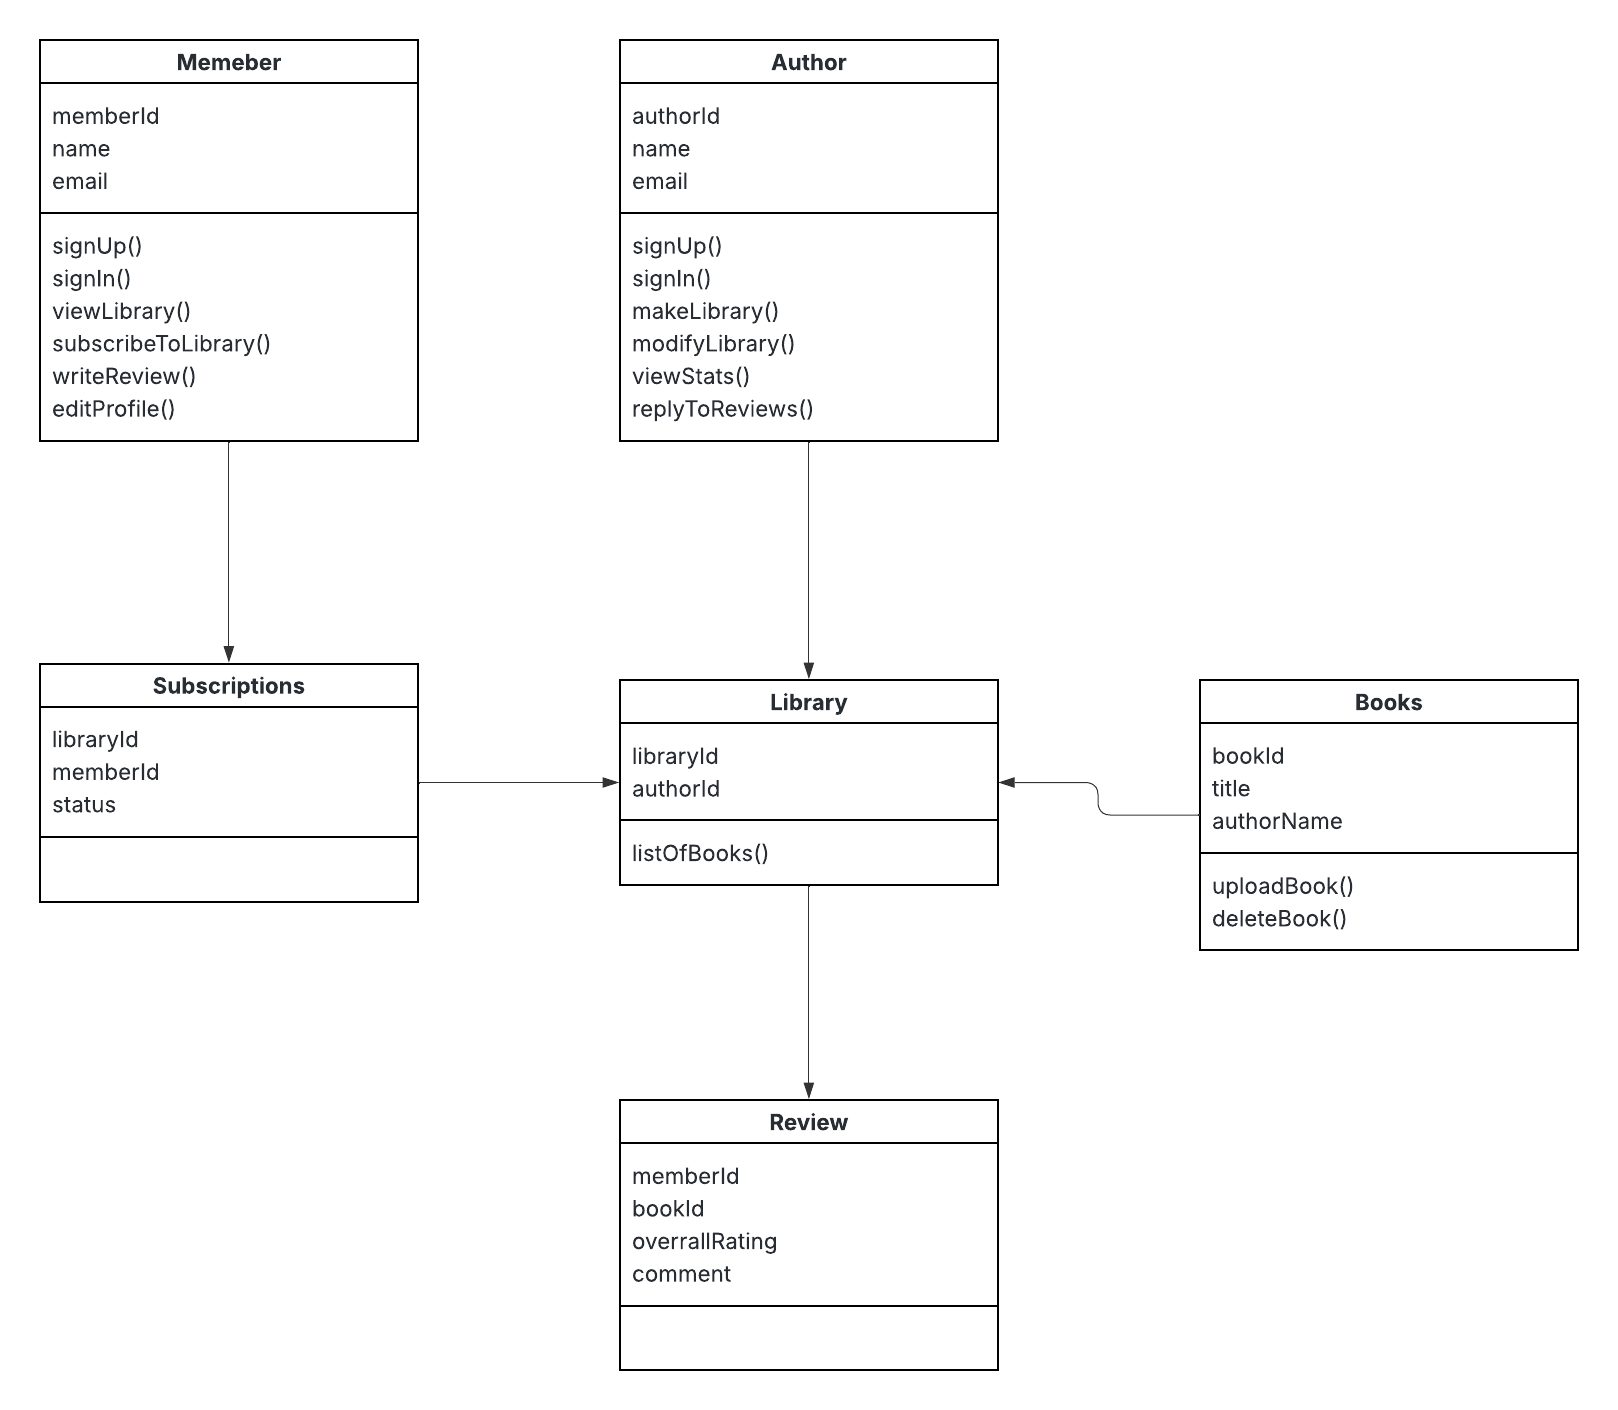 Memeber
memberId
name
email
signUp()
signIn()
viewLibrary()
subscribeToLibrary()
writeReview()
editProfile()
Author
authorId
name
email
signUp()
signIn()
makeLibrary()
modifyLibrary()
viewStats()
replyToReviews()
Subscriptions
libraryId
memberId
status
Library
libraryId
authorId
listOfBooks()
Books
bookId
title
authorName
uploadBook()
deleteBook()
Review
memberId
bookId
overrallRating
comment